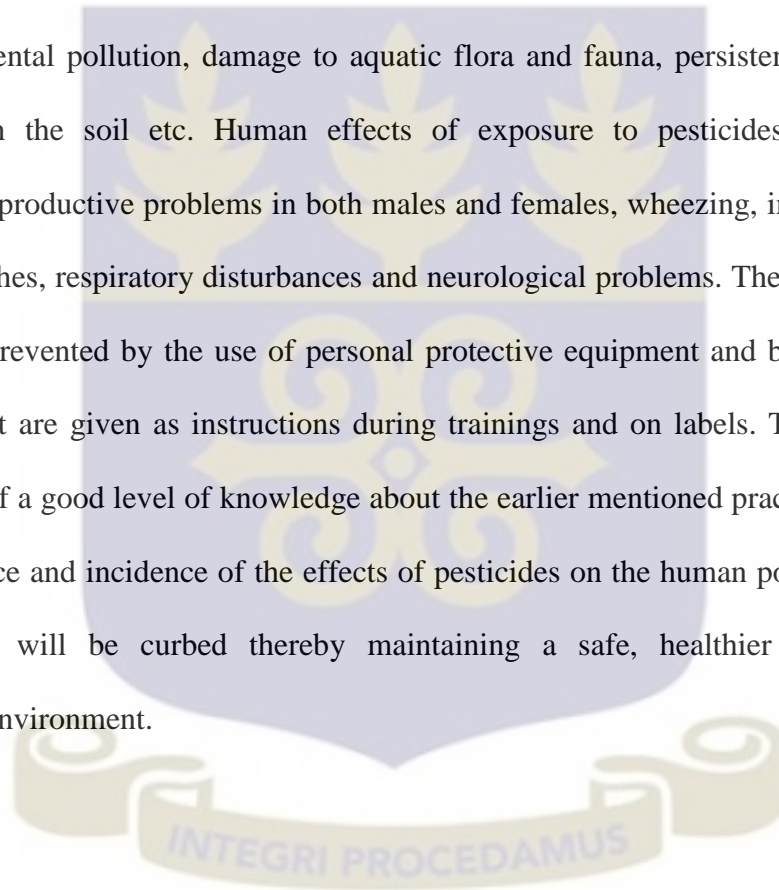 ental pollution, damage to aquatic flora and fauna, persisten
the soil etc. Human effects of exposure to pesticides
productive problems in both males and females, wheezing, i
hes, respiratory disturbances and neurological problems. The
revented by the use of personal protective equipment and b
t are given as instructions during trainings and on labels. T
f a good level of knowledge about the earlier mentioned prac
ce and incidence of the effects of pesticides on the human po
will be curbed thereby maintaining a safe, healthier
nvironment.
INTEGRI PROCEDAMUS